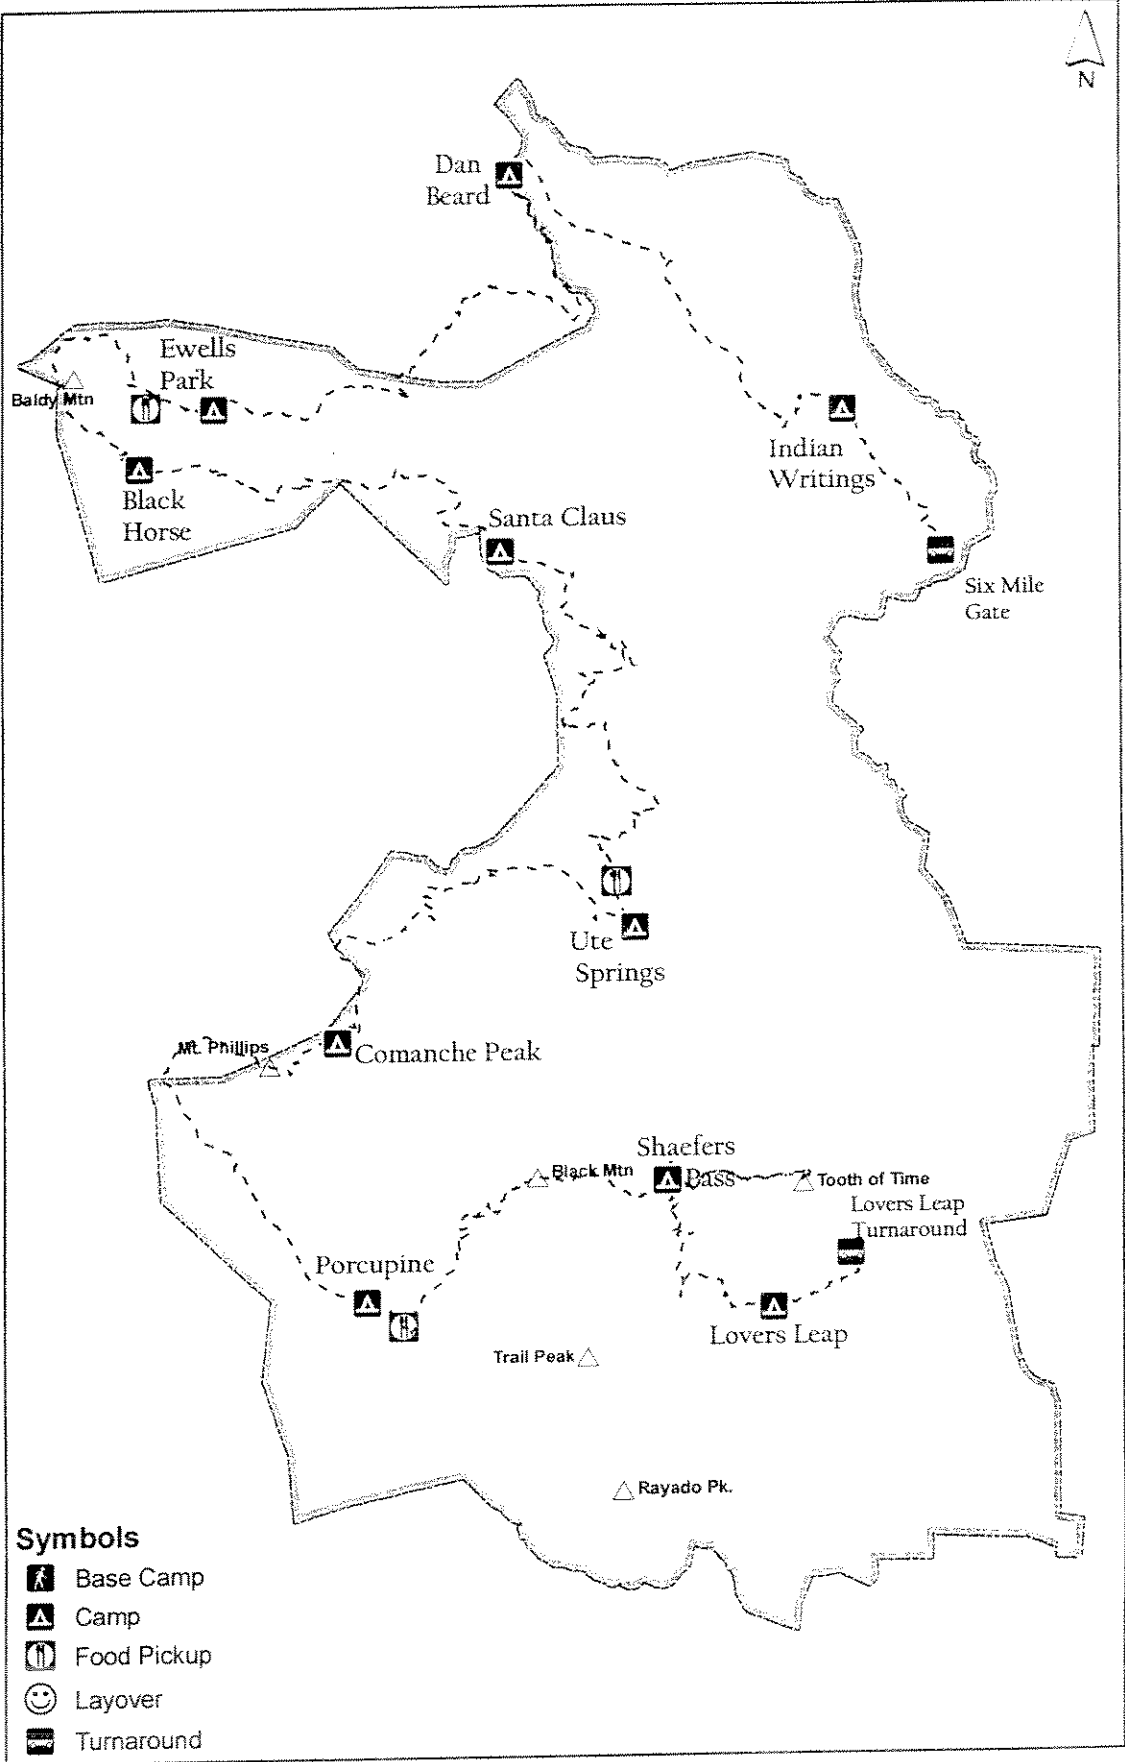 N
Dan
Beard
Ewells
Park
Baldy Mtn
Black
Horse
Indian
Writings
Santa Claus
Six Mile
Gate
Ute
Springs
Mt. Phillips
Comanche Peak
Shaefers
Pass
Black Mtn
Tooth of Time
Lovers Leap
Turnaround
Porcupine
Lovers Leap
Trail Peak
Rayado Pk.
Symbols
Base Camp
Camp
Food Pickup
Layover
Turnaround